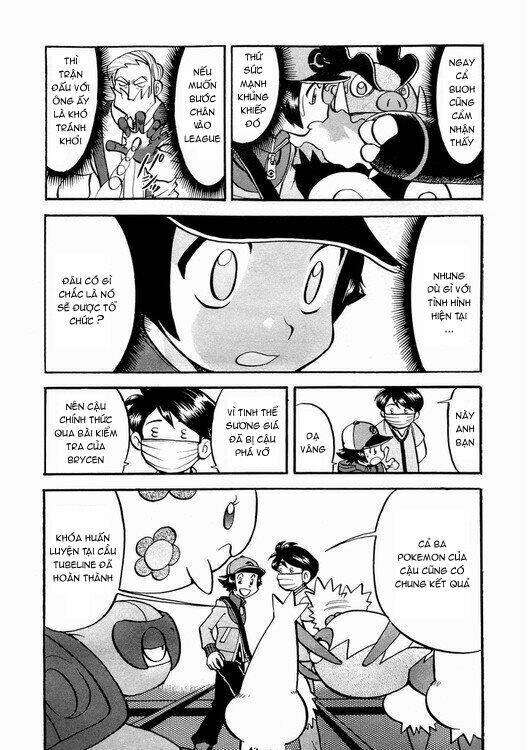 NGAY
CẢ
BUOH
CŨNG
CẢM
NHẬN
THẤY
THỨ
SỨC
MẠNH
KHỦNG
KHIẾP
ĐÓ
NẾU
MUỐN
BƯỚC
CHÂN
VÀO
LEAGUE
THÌ
TRẬN
ĐẤU VỚI
ÔNG ẤY
LÀ KHÓ
TRÁNH
KHỎI
NHƯNG
DÙ GÌ VỚI
TÌNH HÌNH
HIỆN TẠI
...
ĐÂU CÓ GÌ
CHẮC LÀ NÓ
SẼ ĐƯỢC TỔ
CHỨC ?
NÀY
ANH
BẠN
DẠ
VÂNG
VÌ TINH THỂ
SƯƠNG GIÁ
ĐÃ BỊ CẬU
PHÁ VỠ
NÊN CẬU
CHÍNH THỨC
QUA BÀI KIỂM
TRA CỦA
BRYCEN
CẢ BA
POKEMON CỦA
CẬU CŨNG CÓ
CHUNG KẾT QUẢ
KHÓA HUẤN
LUYỆN TẠI CẦU
TUBELINE ĐÃ
HOÀN THÀNH